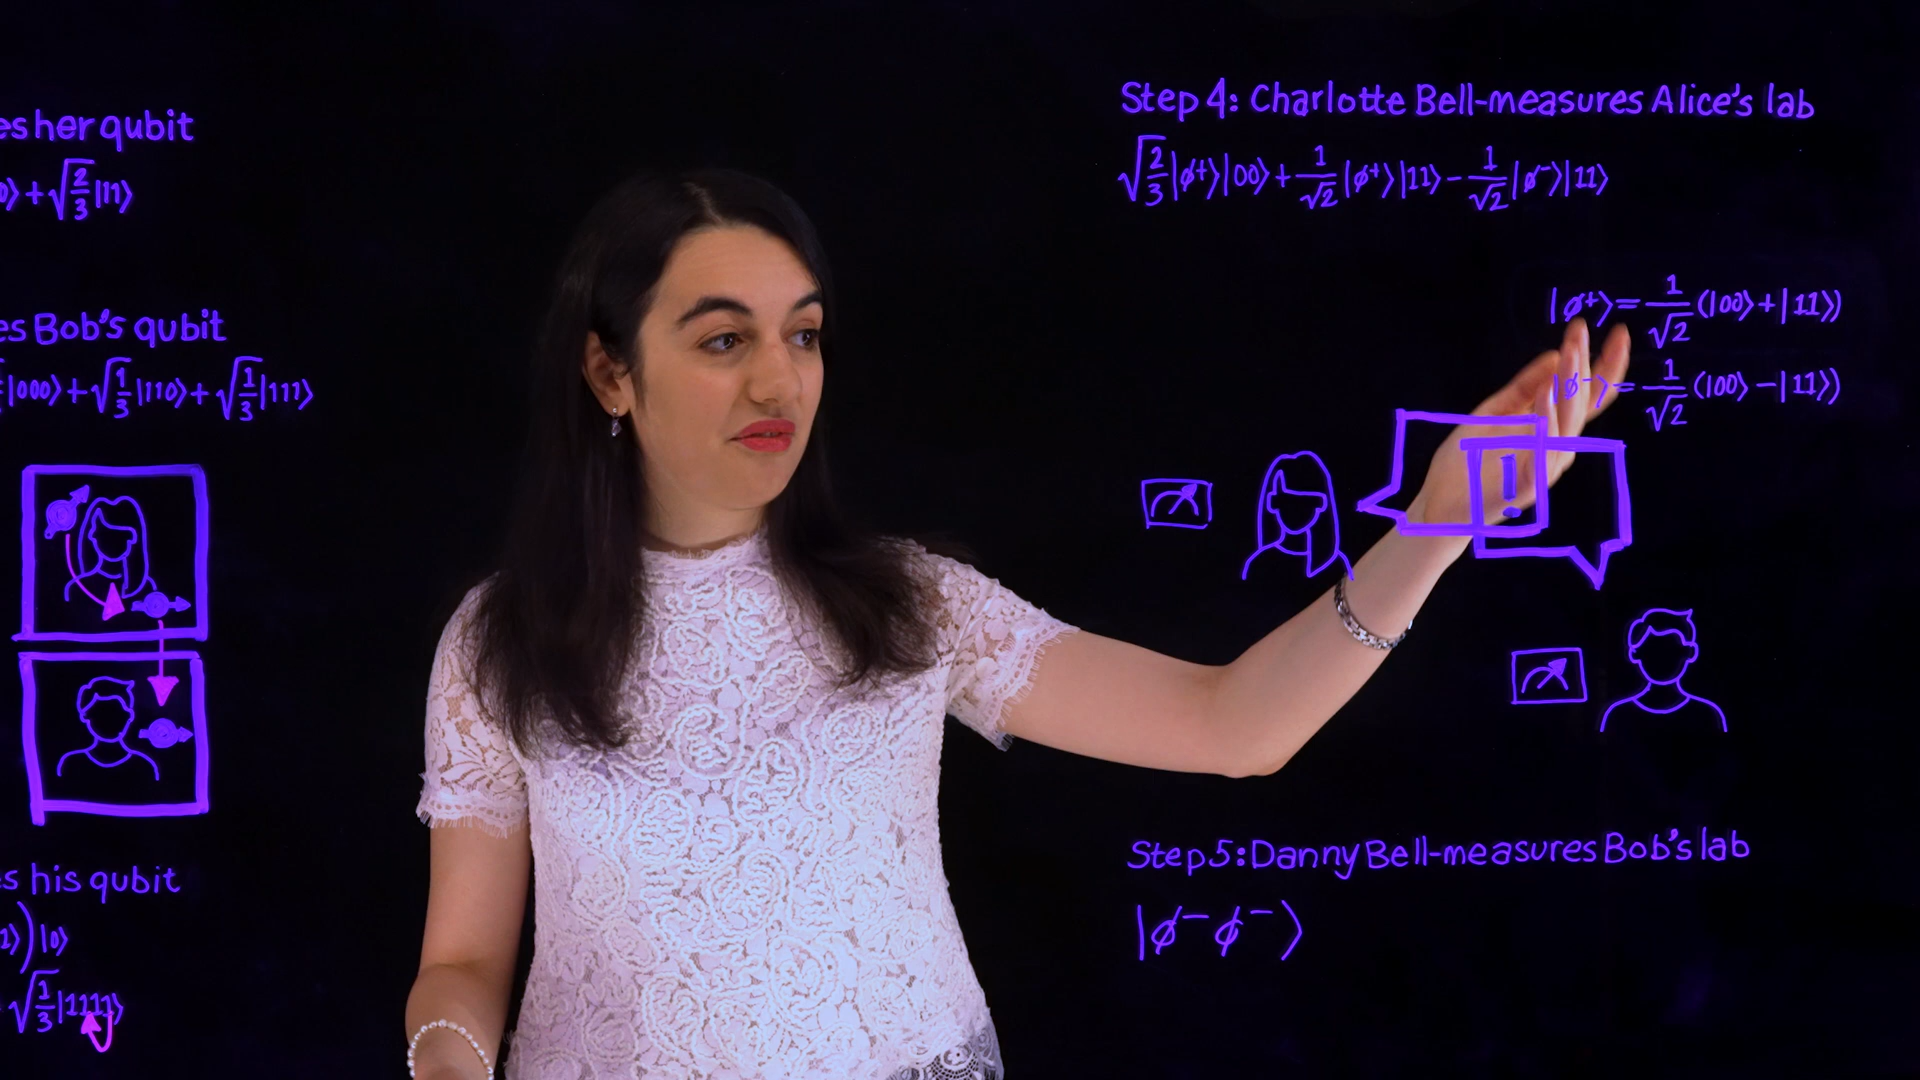 es her qubit
0⟩ + √2/3 |11⟩
es Bob's qubit
|000⟩ + √1/3 |110⟩ + √1/3 |111⟩
s his qubit
1⟩) |0⟩
√1/3 |1111⟩
Step 4: Charlotte Bell-measures Alice's lab
√2/3 |ϕ+⟩|00⟩ + 1/√2 |ϕ+⟩|11⟩ - 1/√2 |ϕ-⟩|11⟩
|ϕ+⟩ = 1/√2 (|00⟩ + |11⟩)
|ϕ-⟩ = 1/√2 (|00⟩ - |11⟩)
!
Step 5: Danny Bell-measures Bob's lab
|ϕ- ϕ-⟩